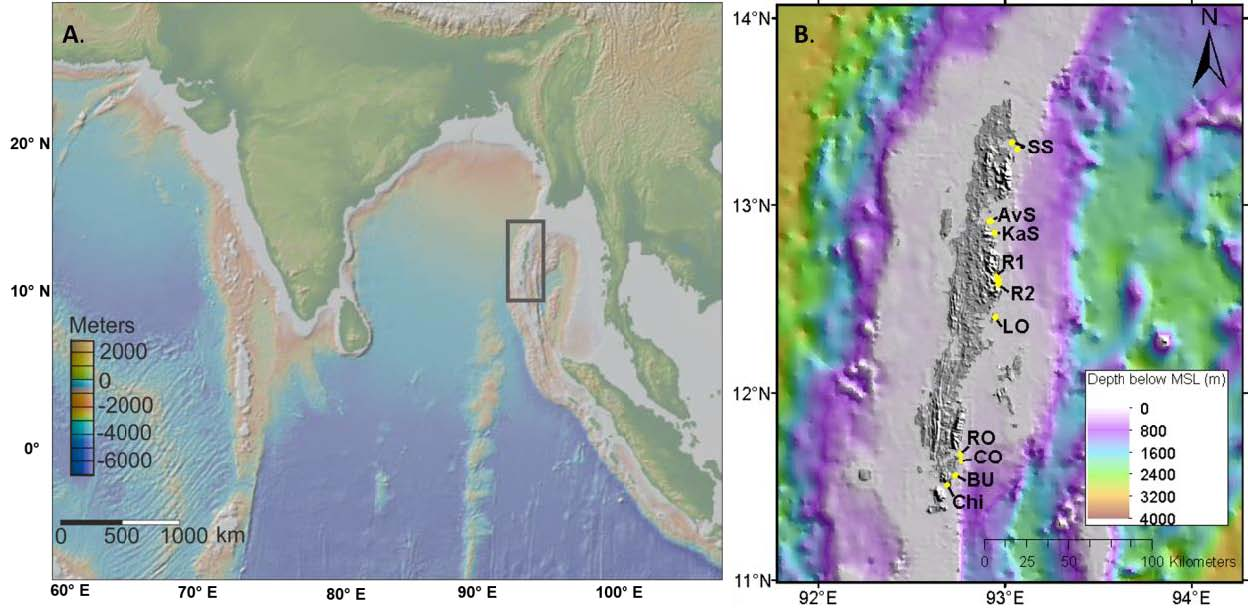 A.
20° N
10° N
0°
Meters
2000
0
-2000
-4000
-6000
0 500 1000 km
60° E 70° E 80° E 90° E 100° E
B.
N
14°N
13°N
12°N
11°N
SS
AvS
KaS
R1
R2
LO
RO
CO
BU
Chi
Depth below MSL (m)
0
800
1600
2400
3200
4000
0 25 50 100 Kilometers
92°E 93°E 94°E